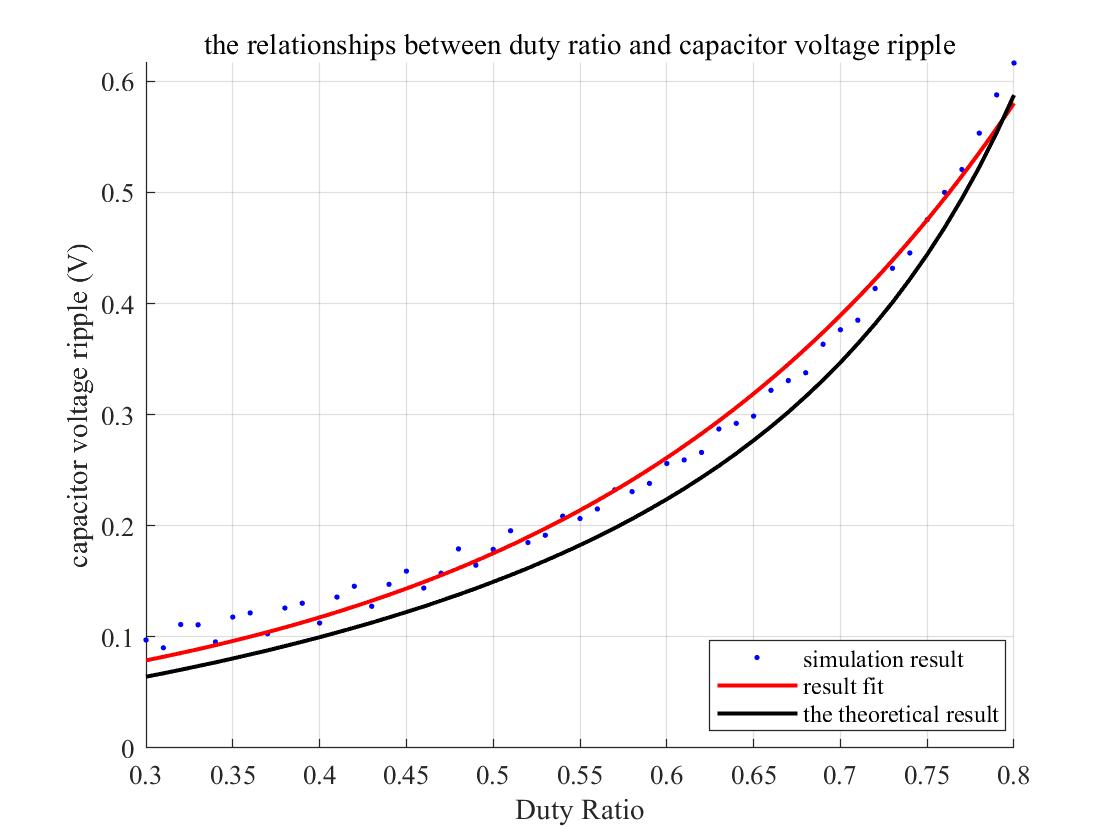 the relationships between duty ratio and capacitor voltage ripple
0.6
0.5
0.4
0.3
0.2
0.1
0
capacitor voltage ripple (V)
simulation result
result fit
the theoretical result
0.3 0.35 0.4 0.45 0.5 0.55 0.6 0.65 0.7 0.75 0.8
Duty Ratio